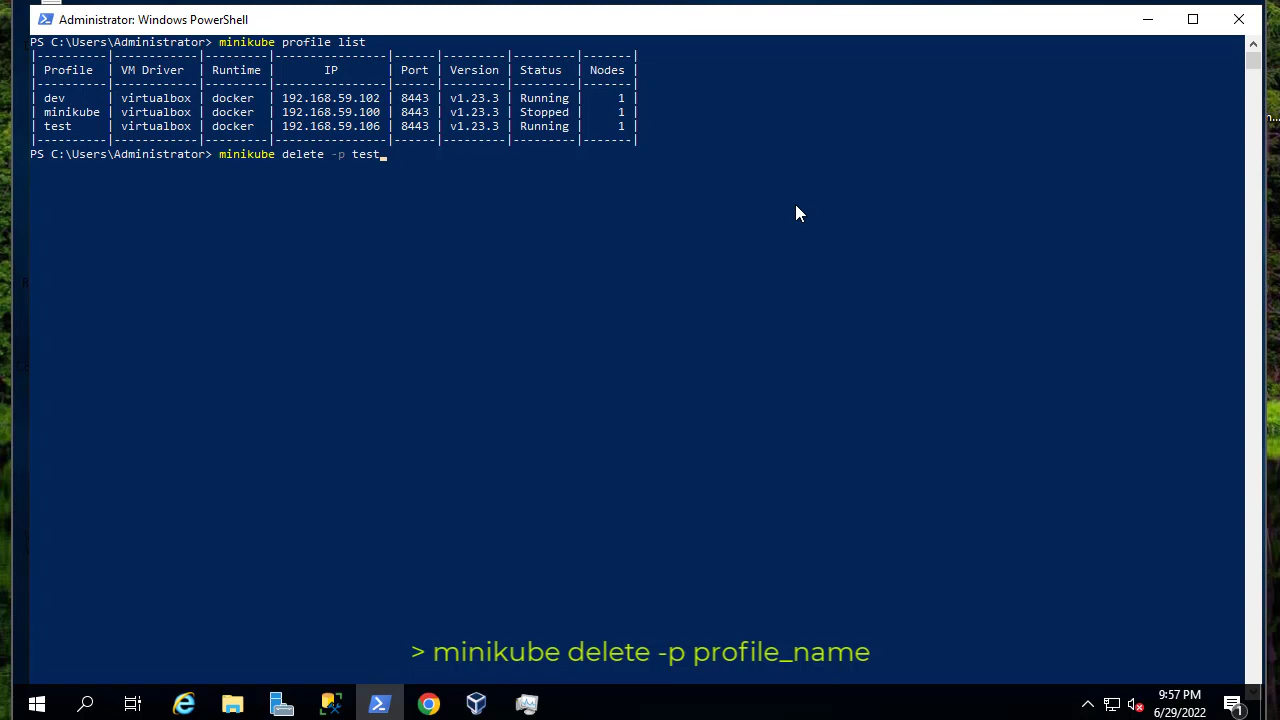 Administrator: Windows PowerShell
PS C:\Users\Administrator> minikube profile list
|----------|------------|---------|----------------|------|---------|---------|-------|
| Profile | VM Driver | Runtime | IP | Port | Version | Status | Nodes |
|----------|------------|---------|----------------|------|---------|---------|-------|
| dev | virtualbox | docker | 192.168.59.102 | 8443 | v1.23.3 | Running | 1 |
| minikube | virtualbox | docker | 192.168.59.100 | 8443 | v1.23.3 | Stopped | 1 |
| test | virtualbox | docker | 192.168.59.106 | 8443 | v1.23.3 | Running | 1 |
|----------|------------|---------|----------------|------|---------|---------|-------|
PS C:\Users\Administrator> minikube delete -p test
> minikube delete -p profile_name
9:57 PM
6/29/2022
1